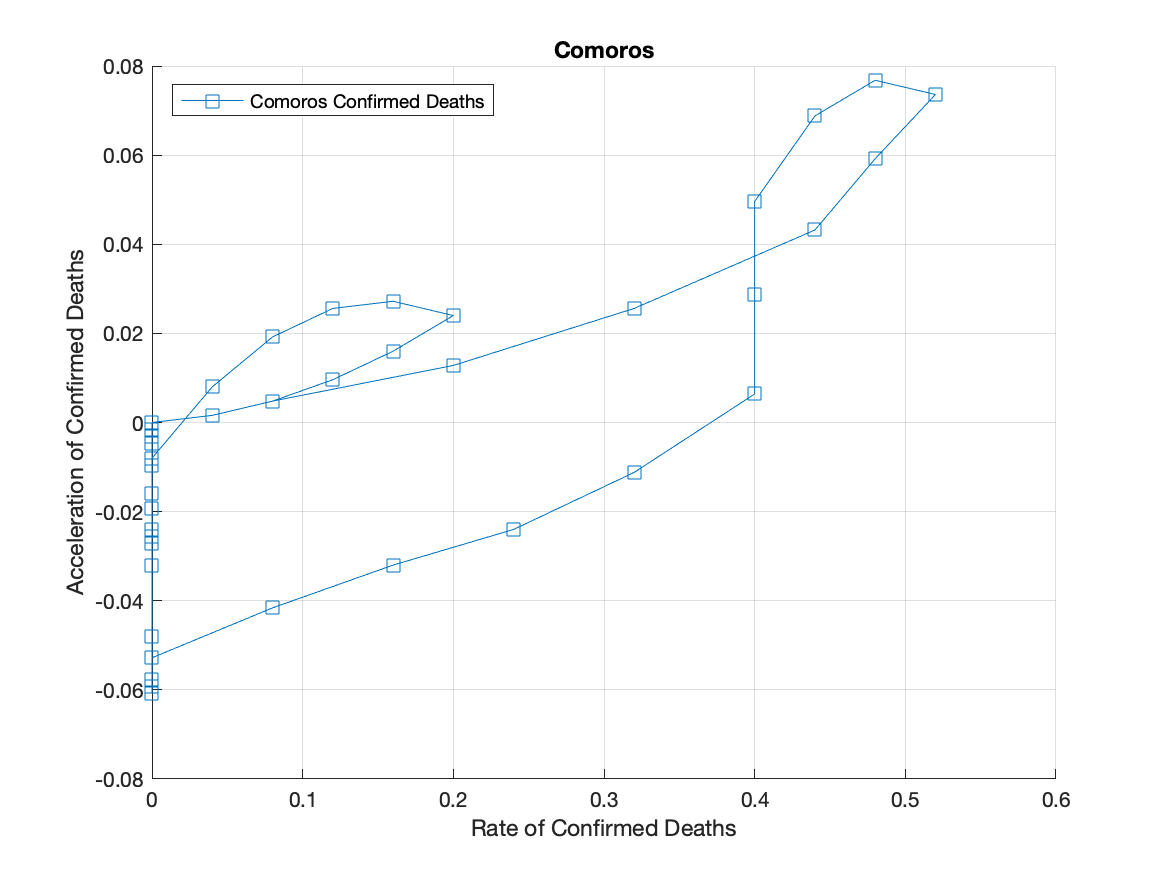 Comoros
Comoros Confirmed Deaths
Acceleration of Confirmed Deaths
0.08
0.06
0.04
0.02
0
-0.02
-0.04
-0.06
-0.08
0 0.1 0.2 0.3 0.4 0.5 0.6
Rate of Confirmed Deaths